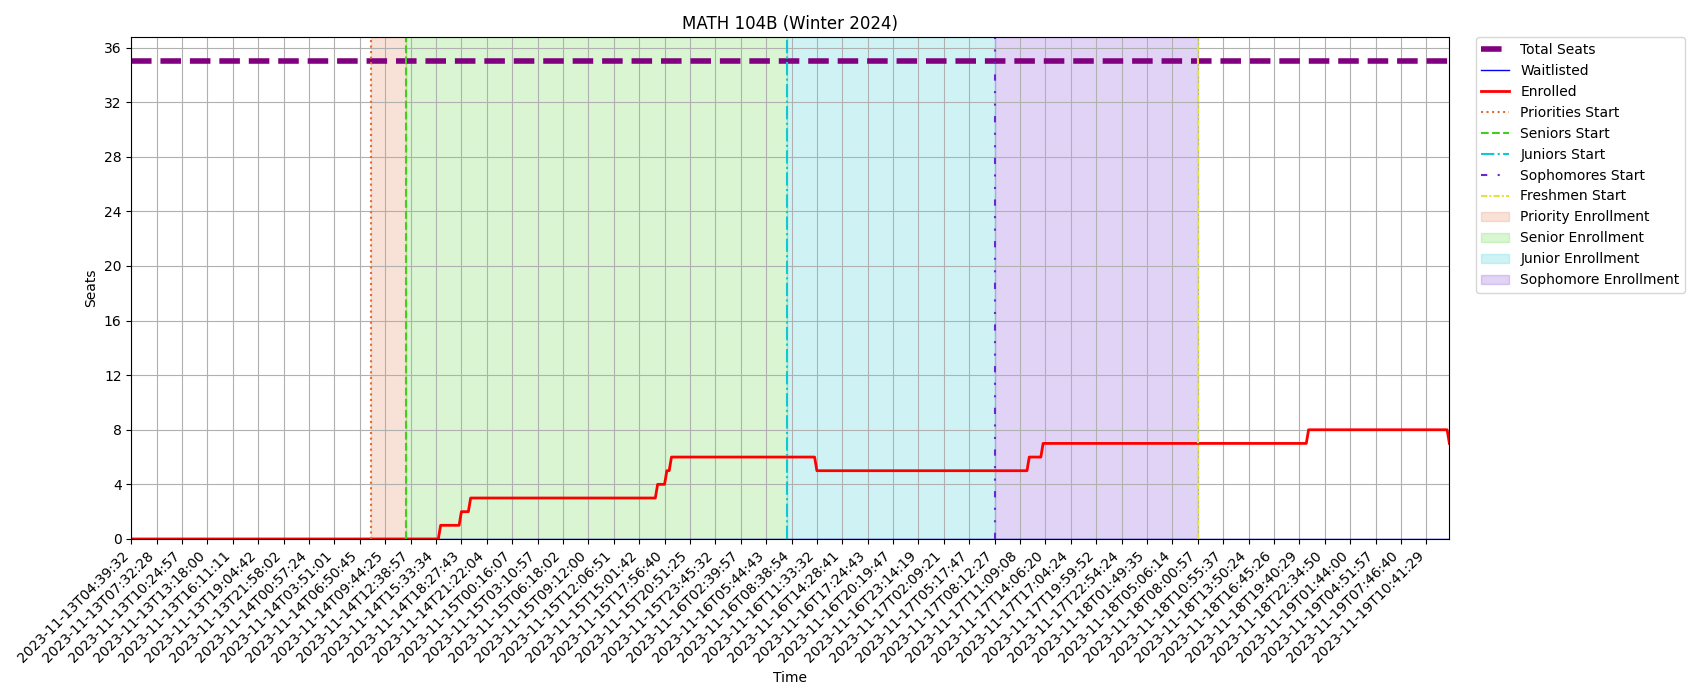 MATH 104B (Winter 2024)
Seats
36
32
28
24
20
16
12
8
4
0
2023-11-13T04:39:32
2023-11-13T07:32:28
2023-11-13T10:24:57
2023-11-13T13:18:00
2023-11-13T16:11:11
2023-11-13T19:04:42
2023-11-13T21:58:02
2023-11-14T00:57:24
2023-11-14T03:51:01
2023-11-14T06:50:45
2023-11-14T09:44:25
2023-11-14T12:38:57
2023-11-14T15:33:34
2023-11-14T18:27:43
2023-11-14T21:22:04
2023-11-15T00:16:07
2023-11-15T03:10:57
2023-11-15T06:18:02
2023-11-15T09:12:00
2023-11-15T12:06:51
2023-11-15T15:01:42
2023-11-15T17:56:40
2023-11-15T20:51:25
2023-11-15T23:45:32
2023-11-16T02:39:57
2023-11-16T05:44:43
2023-11-16T08:38:54
2023-11-16T11:33:32
2023-11-16T14:28:41
2023-11-16T17:24:43
2023-11-16T20:19:47
2023-11-16T23:14:19
2023-11-17T02:09:21
2023-11-17T05:17:47
2023-11-17T08:12:27
2023-11-17T11:09:08
2023-11-17T14:06:20
2023-11-17T17:04:24
2023-11-17T19:59:52
2023-11-17T22:54:24
2023-11-18T01:49:35
2023-11-18T05:06:14
2023-11-18T08:00:57
2023-11-18T10:55:37
2023-11-18T13:50:24
2023-11-18T16:45:26
2023-11-18T19:40:29
2023-11-18T22:34:50
2023-11-19T01:44:00
2023-11-19T04:51:57
2023-11-19T07:46:40
2023-11-19T10:41:29
Time
Total Seats
Waitlisted
Enrolled
Priorities Start
Seniors Start
Juniors Start
Sophomores Start
Freshmen Start
Priority Enrollment
Senior Enrollment
Junior Enrollment
Sophomore Enrollment